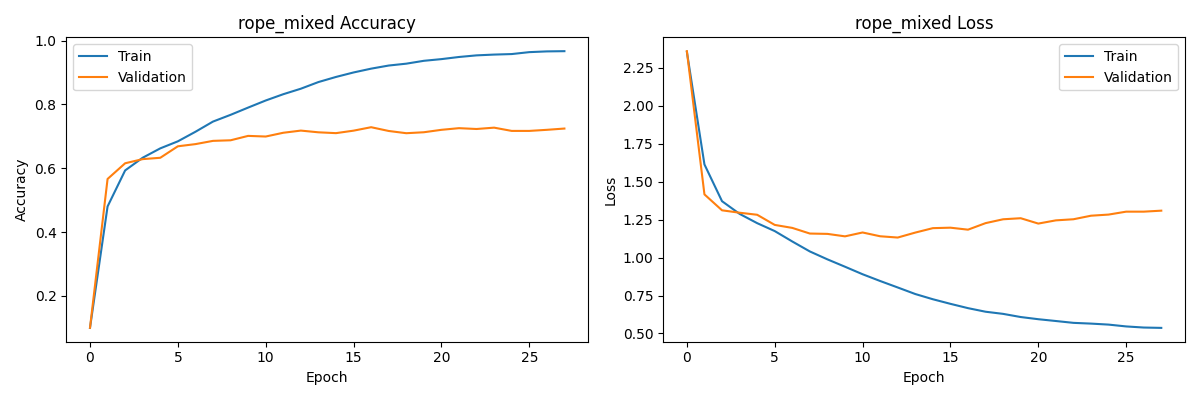 rope_mixed Accuracy
Train
Validation
1.0
0.8
0.6
0.4
0.2
Accuracy
0 5 10 15 20 25
Epoch
rope_mixed Loss
Train
Validation
2.25
2.00
1.75
1.50
1.25
1.00
0.75
0.50
Loss
0 5 10 15 20 25
Epoch